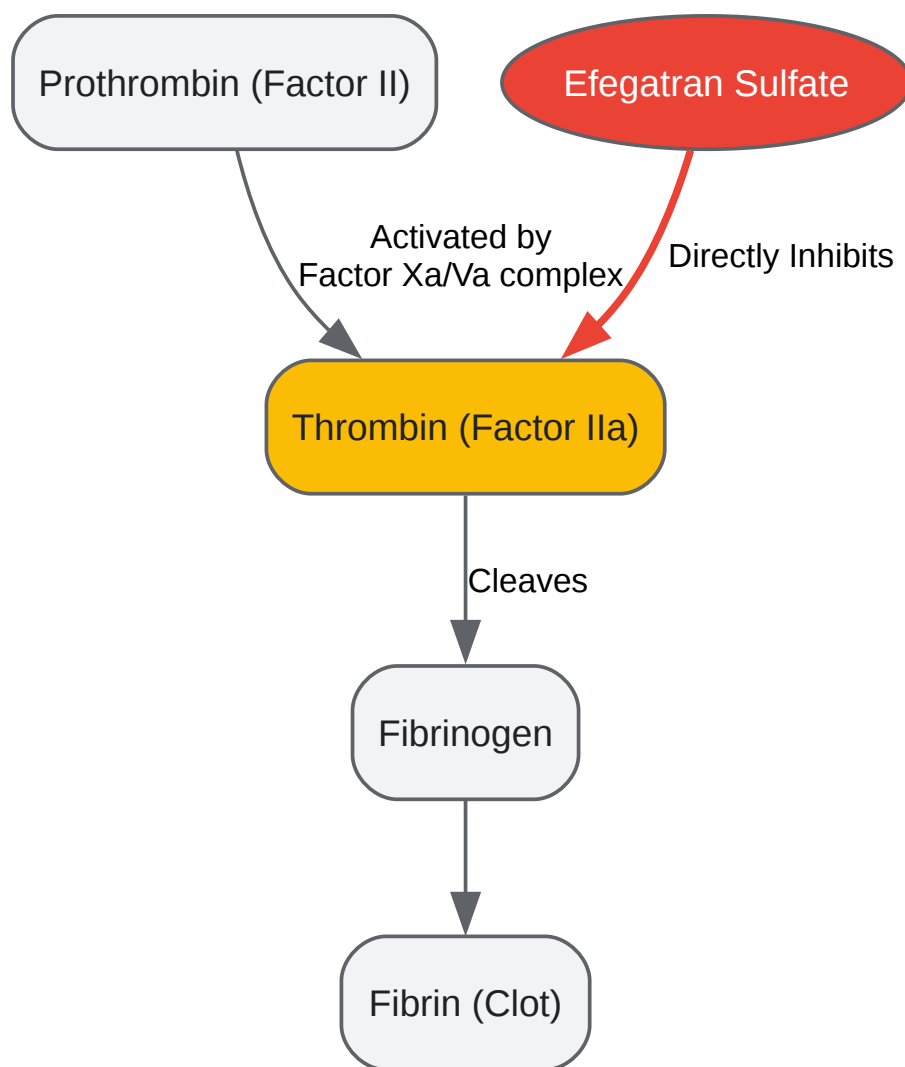 Prothrombin (Factor II)
Efegatran Sulfate
Activated by
Factor Xa/Va complex
Directly Inhibits
Thrombin (Factor IIa)
Cleaves
Fibrinogen
Fibrin (Clot)